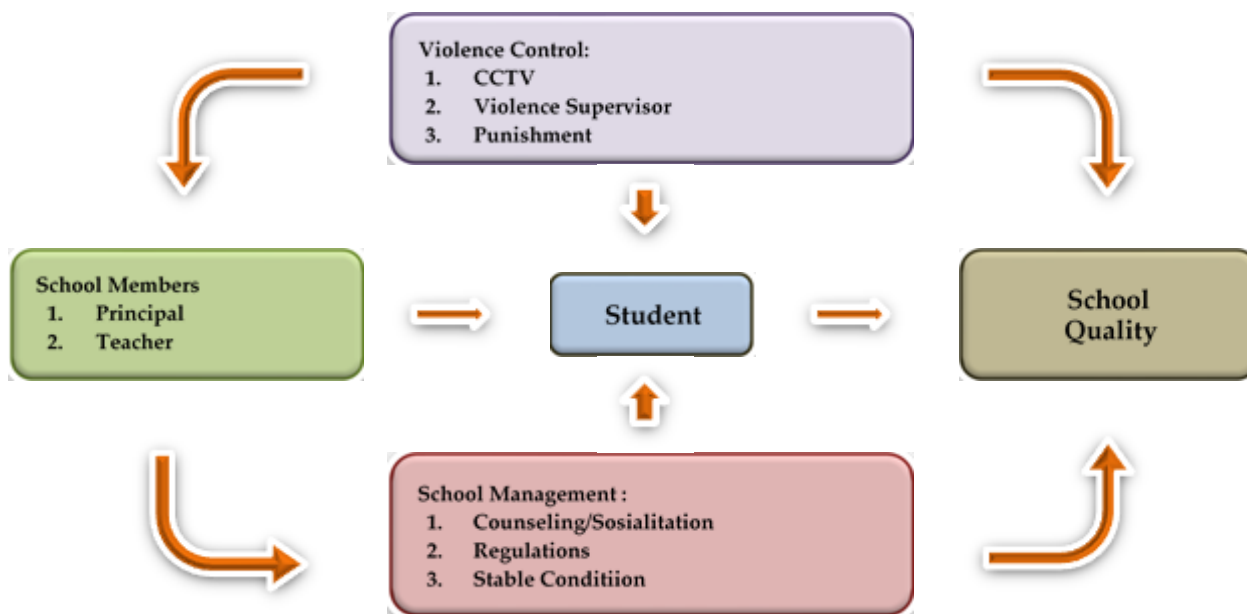 Violence Control:
1. CCTV
2. Violence Supervisor
3. Punishment
School Members
1. Principal
2. Teacher
Student
School
Quality
School Management :
1. Counseling/Sosialitation
2. Regulations
3. Stable Conditiion